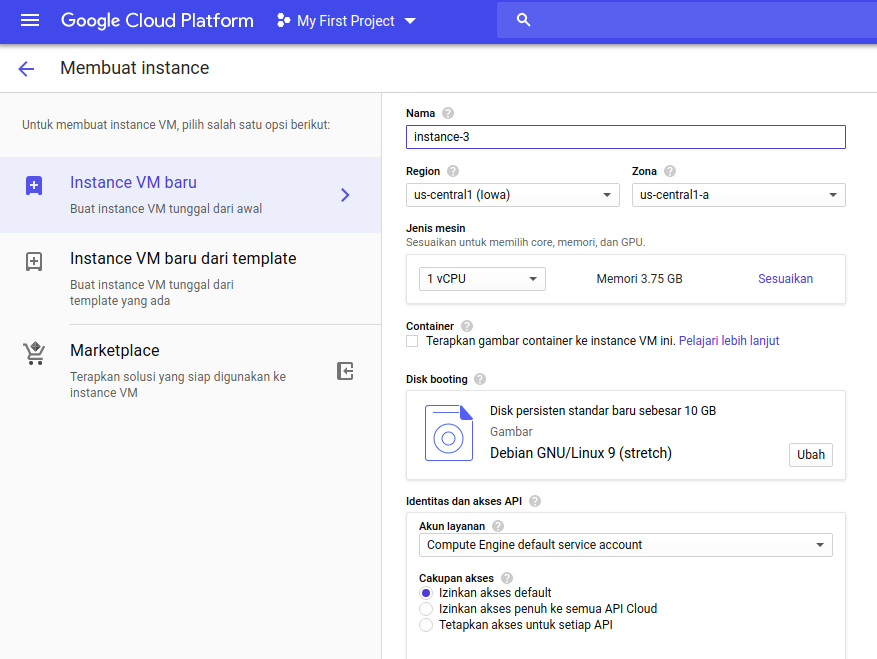 Google Cloud Platform My First Project
Membuat instance
Untuk membuat instance VM, pilih salah satu opsi berikut:
Instance VM baru
Buat instance VM tunggal dari awal
Instance VM baru dari template
Buat instance VM tunggal dari
template yang ada
Marketplace
Terapkan solusi yang siap digunakan ke
instance VM
Nama
instance-3
Region Zona
us-central1 (Iowa) us-central1-a
Jenis mesin
Sesuaikan untuk memilih core, memori, dan GPU.
1 vCPU Memori 3.75 GB Sesuaikan
Container
Terapkan gambar container ke instance VM ini. Pelajari lebih lanjut
Disk booting
Disk persisten standar baru sebesar 10 GB
Gambar
Debian GNU/Linux 9 (stretch)
Ubah
Identitas dan akses API
Akun layanan
Compute Engine default service account
Cakupan akses
Izinkan akses default
Izinkan akses penuh ke semua API Cloud
Tetapkan akses untuk setiap API